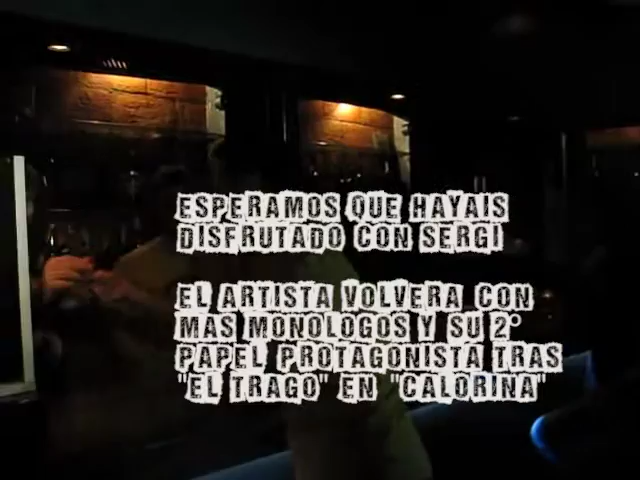 ESPERAMOS QUE HAYAIS
DISFRUTADO CON SERGI
EL ARTISTA VOLVERA CON
MAS MONOLOGOS Y SU 2°
PAPEL PROTAGONISTA TRAS
"EL TRAGO" EN "CALORINA"